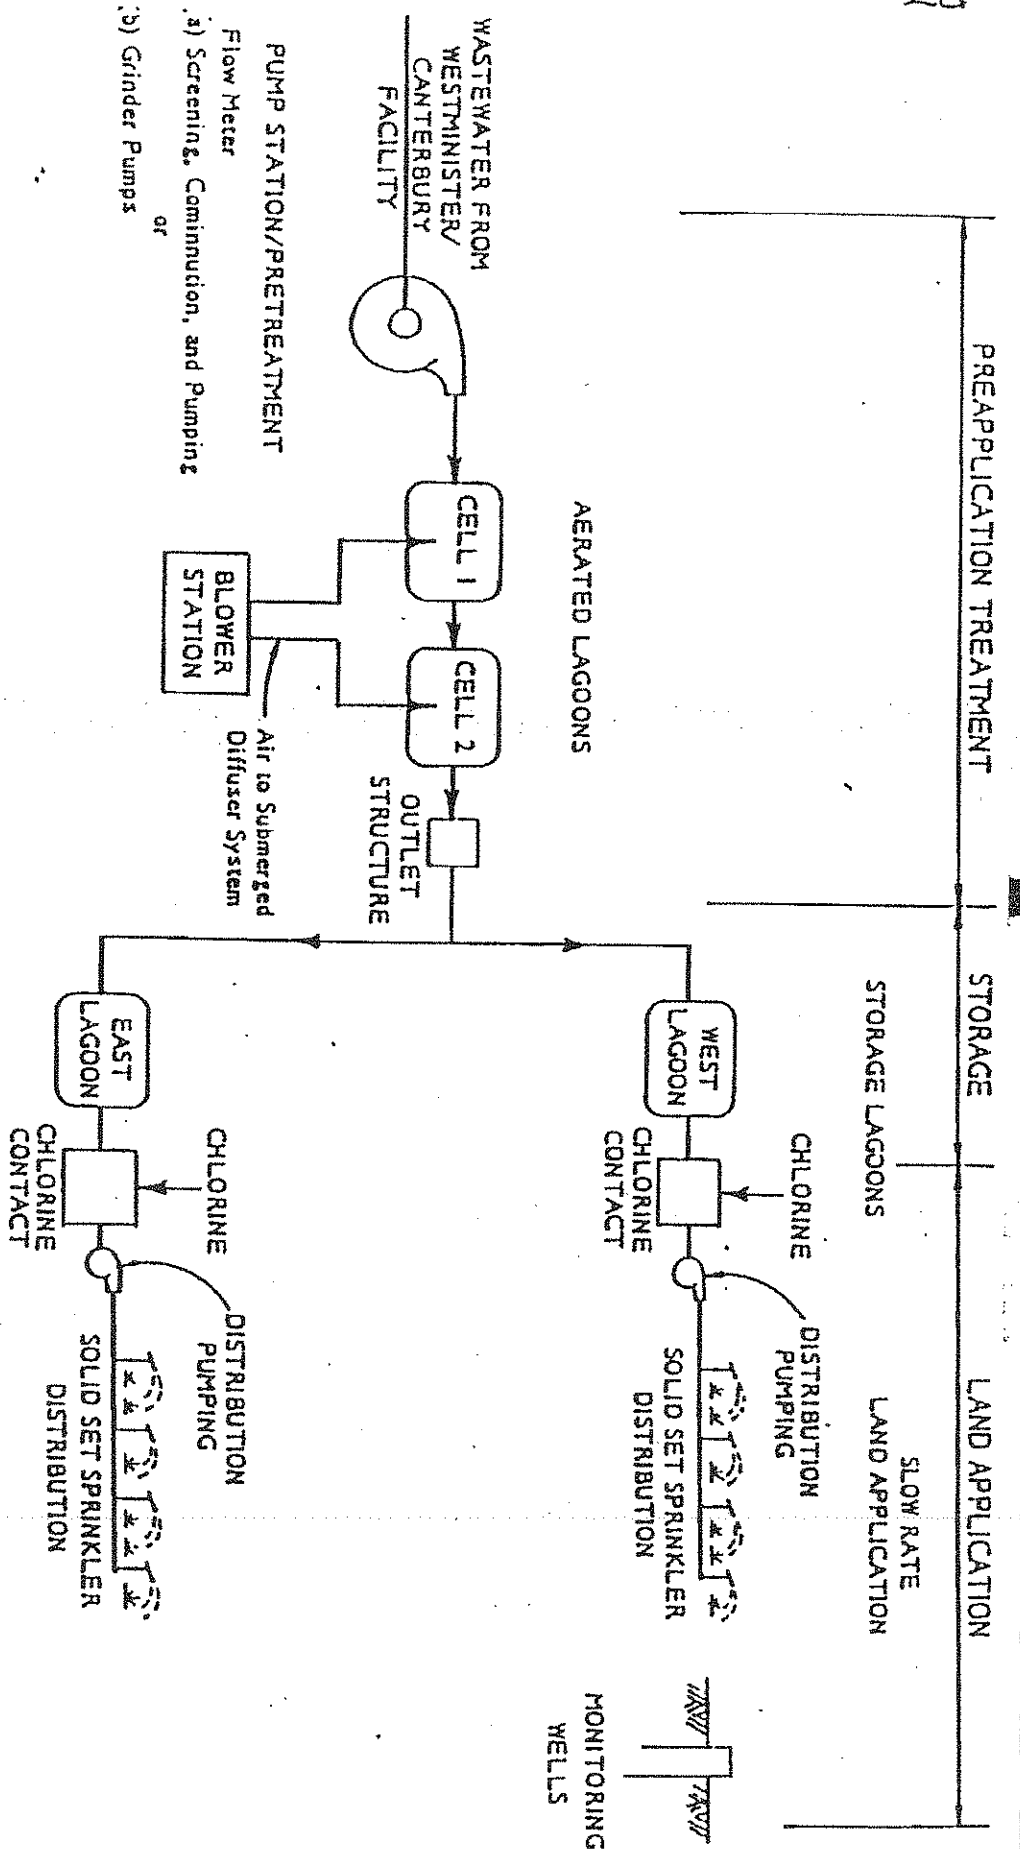 PREAPPLICATION TREATMENT
STORAGE
LAND APPLICATION
AERATED LAGOONS
STORAGE LAGOONS
SLOW RATE
LAND APPLICATION
WASTEWATER FROM
WESTMINISTER/
CANTERBURY
FACILITY
CELL 1
CELL 2
OUTLET
STRUCTURE
PUMP STATION/PRETREATMENT
Flow Meter
a) Screening, Comminution, and Pumping
or
b) Grinder Pumps
BLOWER
STATION
Air to Submerged
Diffuser System
WEST
LAGOON
CHLORINE
CHLORINE
CONTACT
DISTRIBUTION
PUMPING
SOLID SET SPRINKLER
DISTRIBUTION
MONITORING
WELLS
EAST
LAGOON
CHLORINE
CHLORINE
CONTACT
DISTRIBUTION
PUMPING
SOLID SET SPRINKLER
DISTRIBUTION